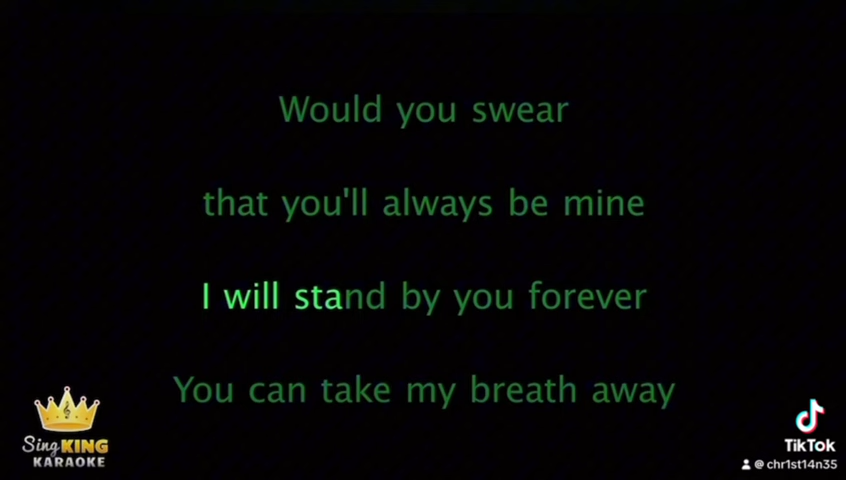 Would you swear
that you'll always be mine
I will stand by you forever
You can take my breath away
Sing KING
KARAOKE
TikTok
@ chr1st14n35